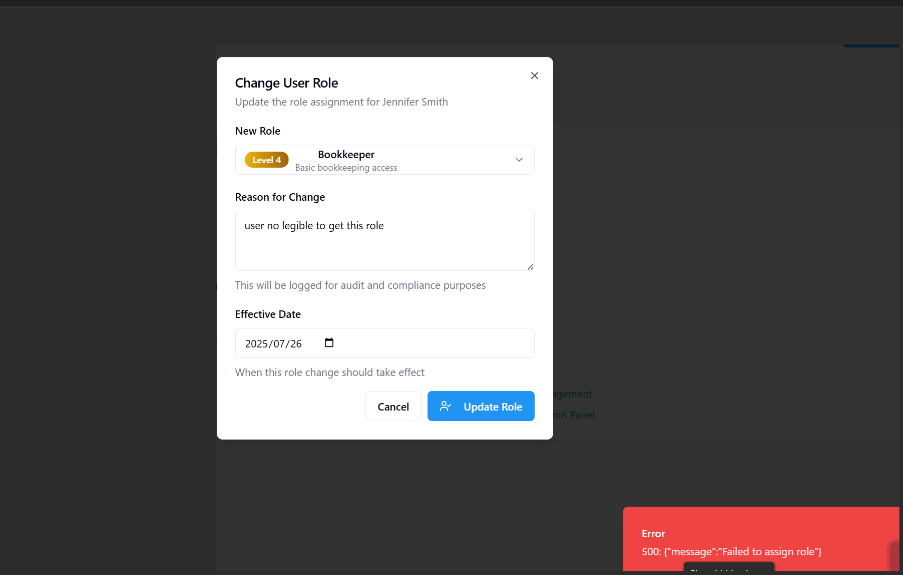 Change User Role
Update the role assignment for Jennifer Smith
New Role
Level 4
Bookkeeper
Basic bookkeeping access
Reason for Change
user no legible to get this role
This will be logged for audit and compliance purposes
Effective Date
2025/07/26
When this role change should take effect
Cancel
Update Role
Error
500: {"message":"Failed to assign role"}